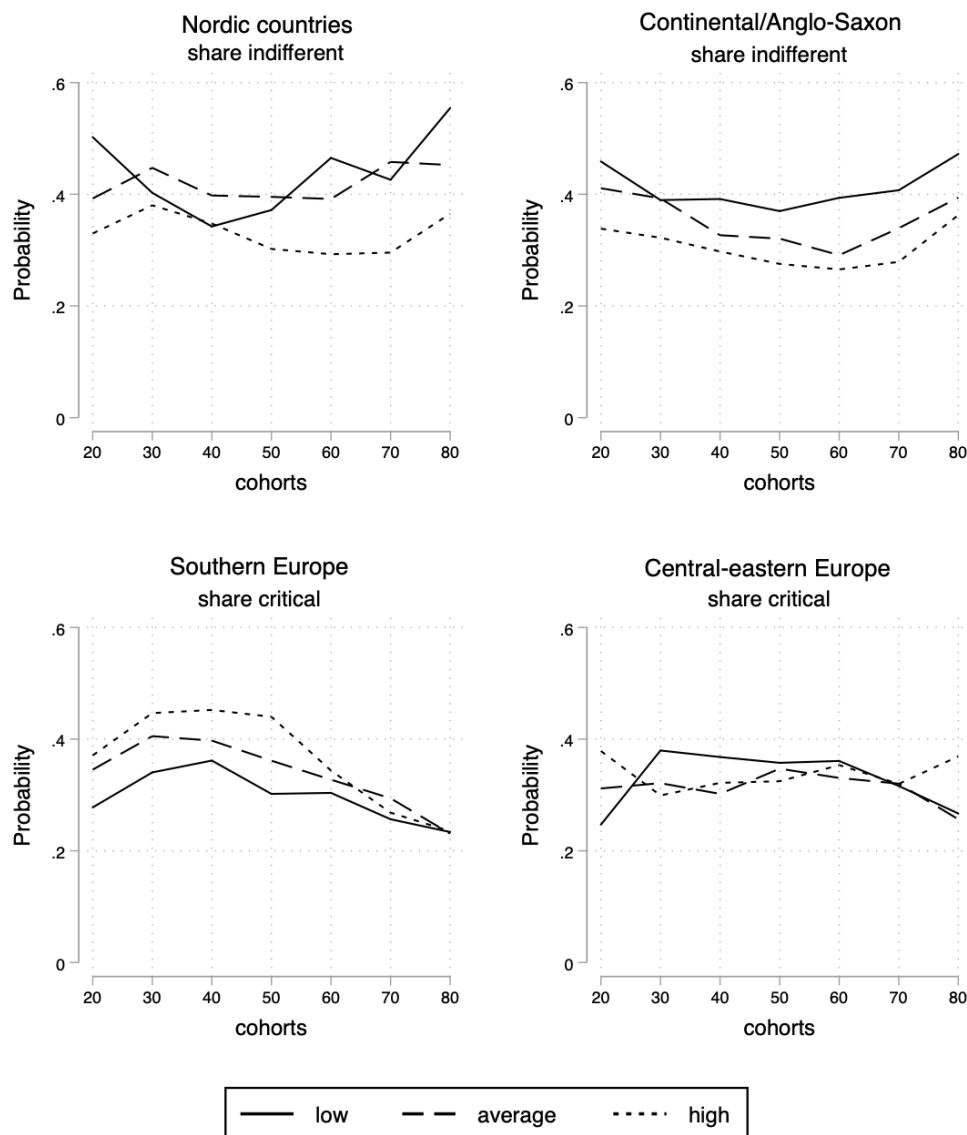 Nordic countries
share indifferent
.6
.4
.2
0
Probability
20 30 40 50 60 70 80
cohorts
Continental/Anglo-Saxon
share indifferent
.6
.4
.2
0
Probability
20 30 40 50 60 70 80
cohorts
Southern Europe
share critical
.6
.4
.2
0
Probability
20 30 40 50 60 70 80
cohorts
Central-eastern Europe
share critical
.6
.4
.2
0
Probability
20 30 40 50 60 70 80
cohorts
low average high